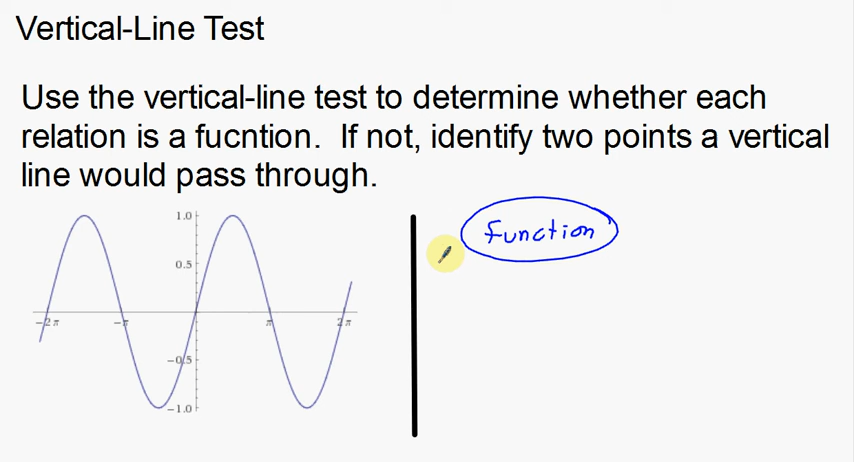 Vertical-Line Test
Use the vertical-line test to determine whether each
relation is a fucntion.  If not, identify two points a vertical
line would pass through.
1.0
function
0.5
−2π
−π
π
2π
−0.5
−1.0